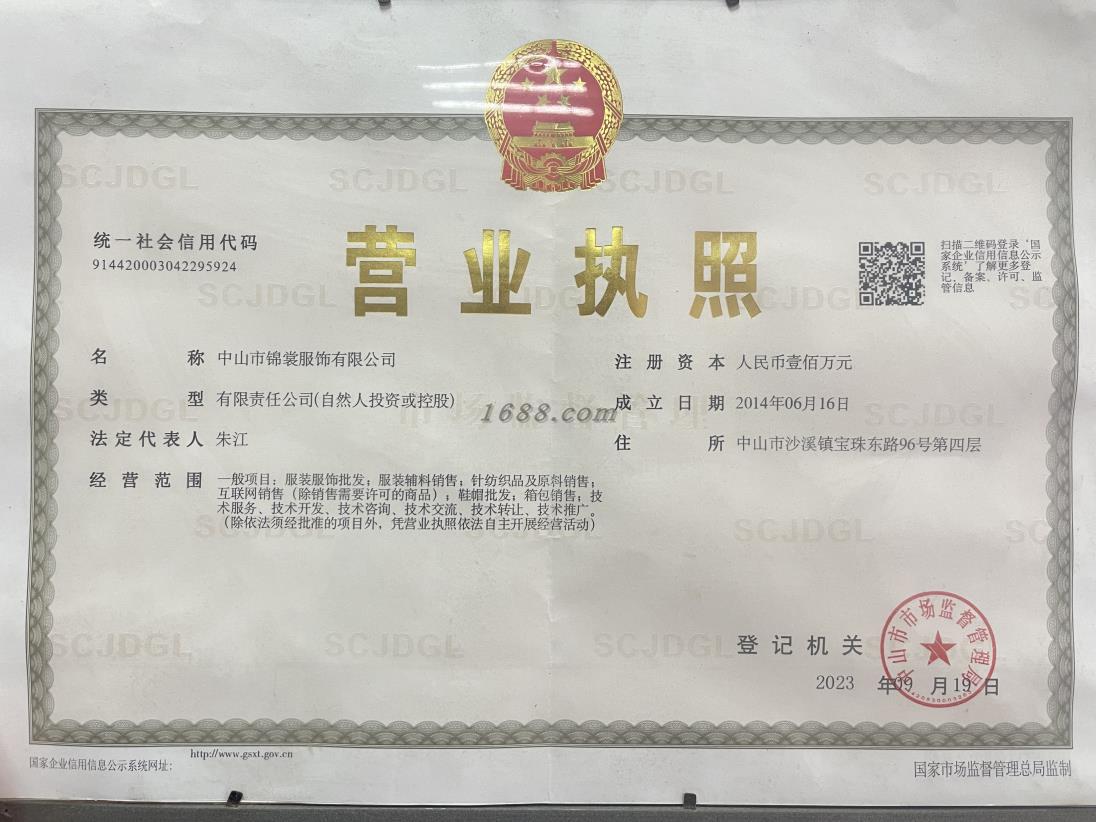 统一社会信用代码
914420003042295924
营业执照
扫描二维码登录‘国
家企业信用信息公示
系统’了解更多登
记、备案、许可、监
管信息
名称 中山市锦裳服饰有限公司
类型 有限责任公司(自然人投资或控股)
法定代表人 朱江
经营范围 一般项目：服装服饰批发；服装辅料销售；针纺织品及原料销售；
互联网销售（除销售需要许可的商品）；鞋帽批发；箱包销售；技
术服务、技术开发、技术咨询、技术交流、技术转让、技术推广。
（除依法须经批准的项目外，凭营业执照依法自主开展经营活动）
注册资本 人民币壹佰万元
成立日期 2014年06月16日
住所 中山市沙溪镇宝珠东路96号第四层
1688.com
SCJDGL
市场监督管理
登记机关
中山市市场监督管理局
2023 年09 月19 日
http://www.gsxt.gov.cn
国家企业信用信息公示系统网址：
国家市场监督管理总局监制